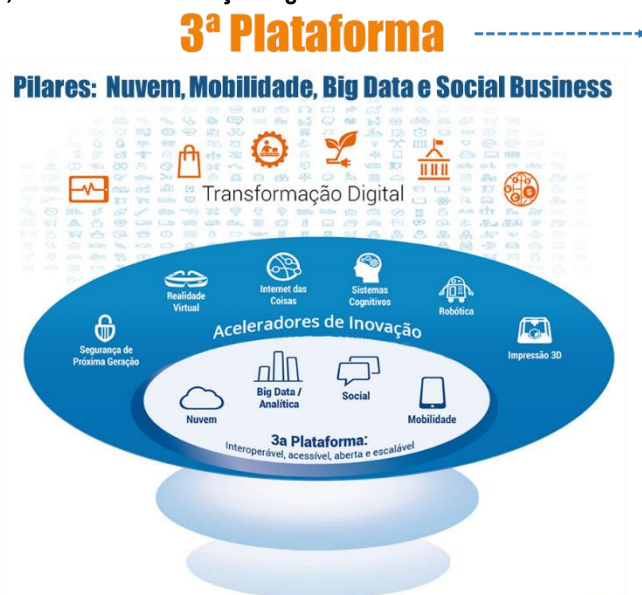 3ª Plataforma
Pilares: Nuvem, Mobilidade, Big Data e Social Business
Transformação Digital
Realidade
Virtual
Internet das
Coisas
Sistemas
Cognitivos
Robótica
Aceleradores de Inovação
Segurança de
Próxima Geração
Impressão 3D
Nuvem
Big Data /
Analítica
Social
Mobilidade
3a Plataforma:
Interoperável, acessível, aberta e escalável